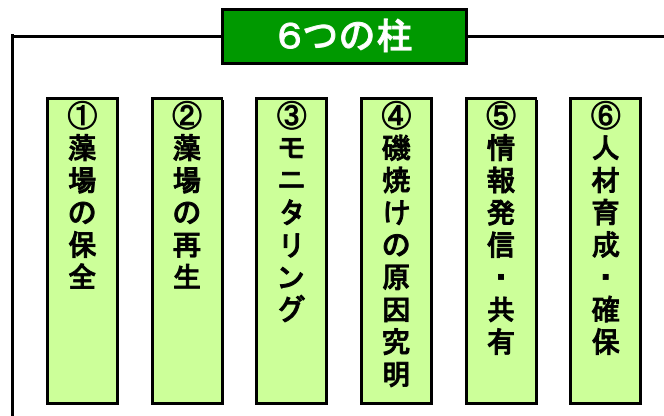 ６つの柱
①藻場の保全
②藻場の再生
③モニタリング
④磯焼けの原因究明
⑤情報発信・共有
⑥人材育成・確保